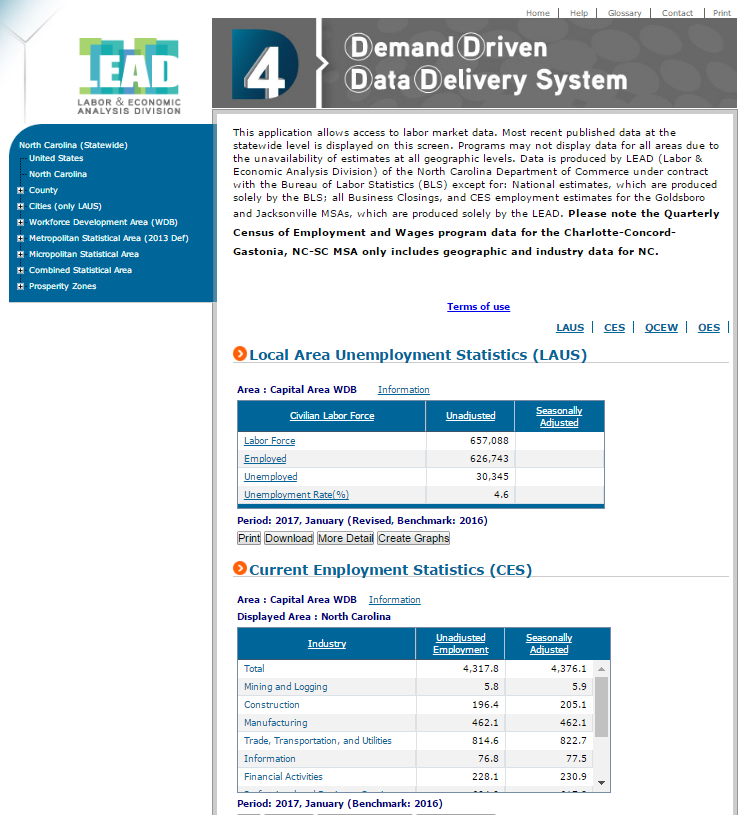 Home | Help | Glossary | Contact | Print
LEAD
LABOR & ECONOMIC
ANALYSIS DIVISION
D4
Demand Driven
Data Delivery System
North Carolina (Statewide)
United States
North Carolina
County
Cities (only LAUS)
Workforce Development Area (WDB)
Metropolitan Statistical Area (2013 Def)
Micropolitan Statistical Area
Combined Statistical Area
Prosperity Zones
This application allows access to labor market data. Most recent published data at the
statewide level is displayed on this screen. Programs may not display data for all areas due to
the unavailability of estimates at all geographic levels. Data is produced by LEAD (Labor &
Economic Analysis Division) of the North Carolina Department of Commerce under contract
with the Bureau of Labor Statistics (BLS) except for: National estimates, which are produced
solely by the BLS; all Business Closings, and CES employment estimates for the Goldsboro
and Jacksonville MSAs, which are produced solely by the LEAD. Please note the Quarterly
Census of Employment and Wages program data for the Charlotte-Concord-
Gastonia, NC-SC MSA only includes geographic and industry data for NC.
Terms of use
LAUS | CES | QCEW | OES |
Local Area Unemployment Statistics (LAUS)
Area : Capital Area WDB Information
Civilian Labor Force Unadjusted Seasonally Adjusted
Labor Force 657,088
Employed 626,743
Unemployed 30,345
Unemployment Rate(%) 4.6
Period: 2017, January (Revised, Benchmark: 2016)
Print Download More Detail Create Graphs
Current Employment Statistics (CES)
Area : Capital Area WDB Information
Displayed Area : North Carolina
Industry Unadjusted Employment Seasonally Adjusted
Total 4,317.8 4,376.1
Mining and Logging 5.8 5.9
Construction 196.4 205.1
Manufacturing 462.1 462.1
Trade, Transportation, and Utilities 814.6 822.7
Information 76.8 77.5
Financial Activities 228.1 230.9
Period: 2017, January (Benchmark: 2016)